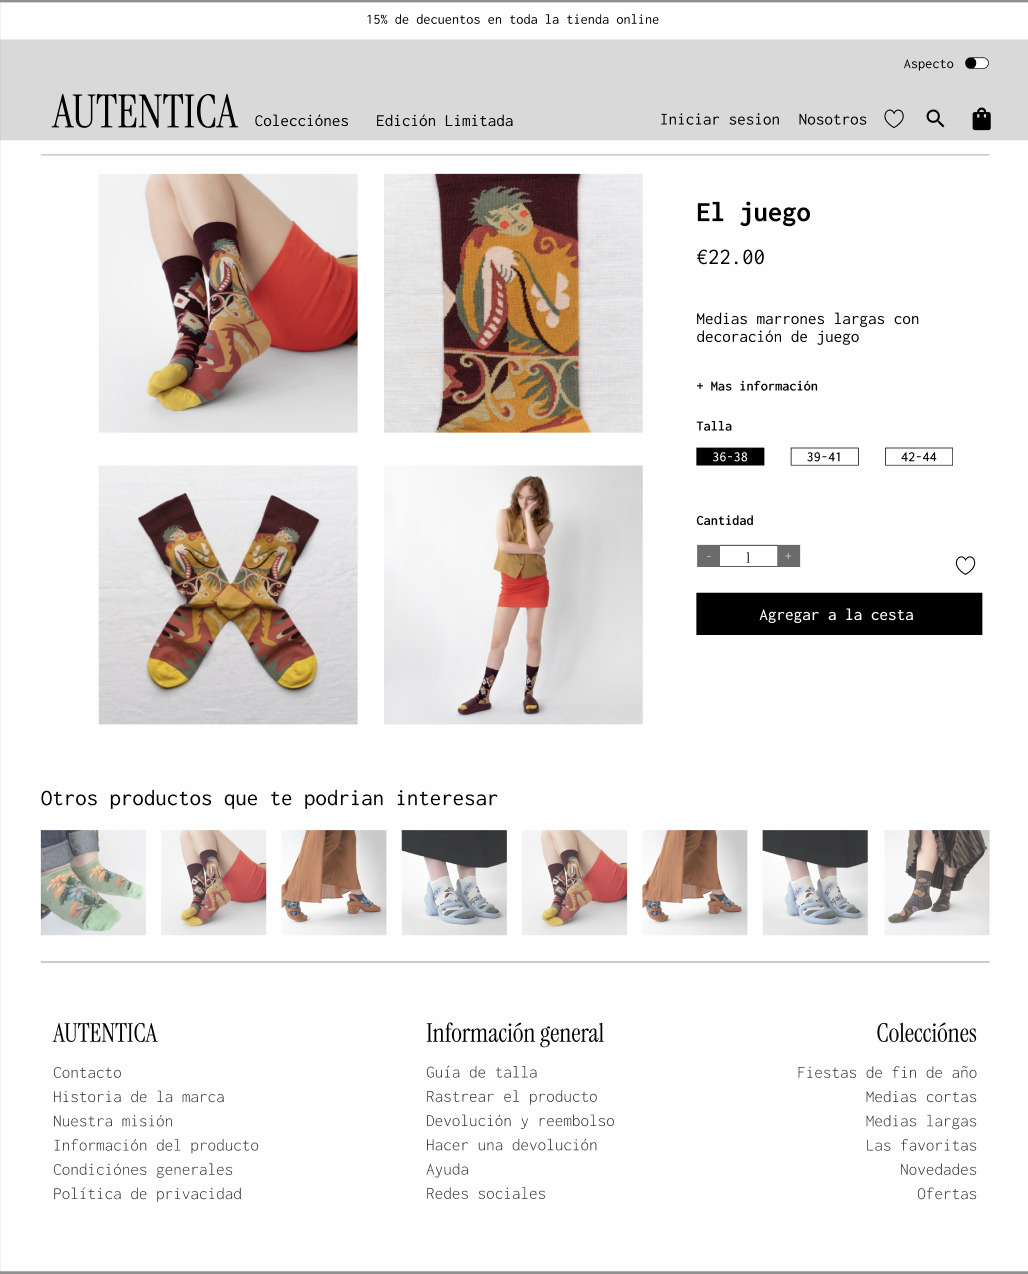 15% de decuentos en toda la tienda online
Aspecto
AUTENTICA Colecciónes Edición Limitada Iniciar sesion Nosotros
El juego
€22.00
Medias marrones largas con
decoración de juego
+ Mas información
Talla
36-38 39-41 42-44
Cantidad
- 1 +
Agregar a la cesta
Otros productos que te podrian interesar
AUTENTICA
Contacto
Historia de la marca
Nuestra misión
Información del producto
Condiciónes generales
Política de privacidad
Información general
Guía de talla
Rastrear el producto
Devolución y reembolso
Hacer una devolución
Ayuda
Redes sociales
Colecciónes
Fiestas de fin de año
Medias cortas
Medias largas
Las favoritas
Novedades
Ofertas